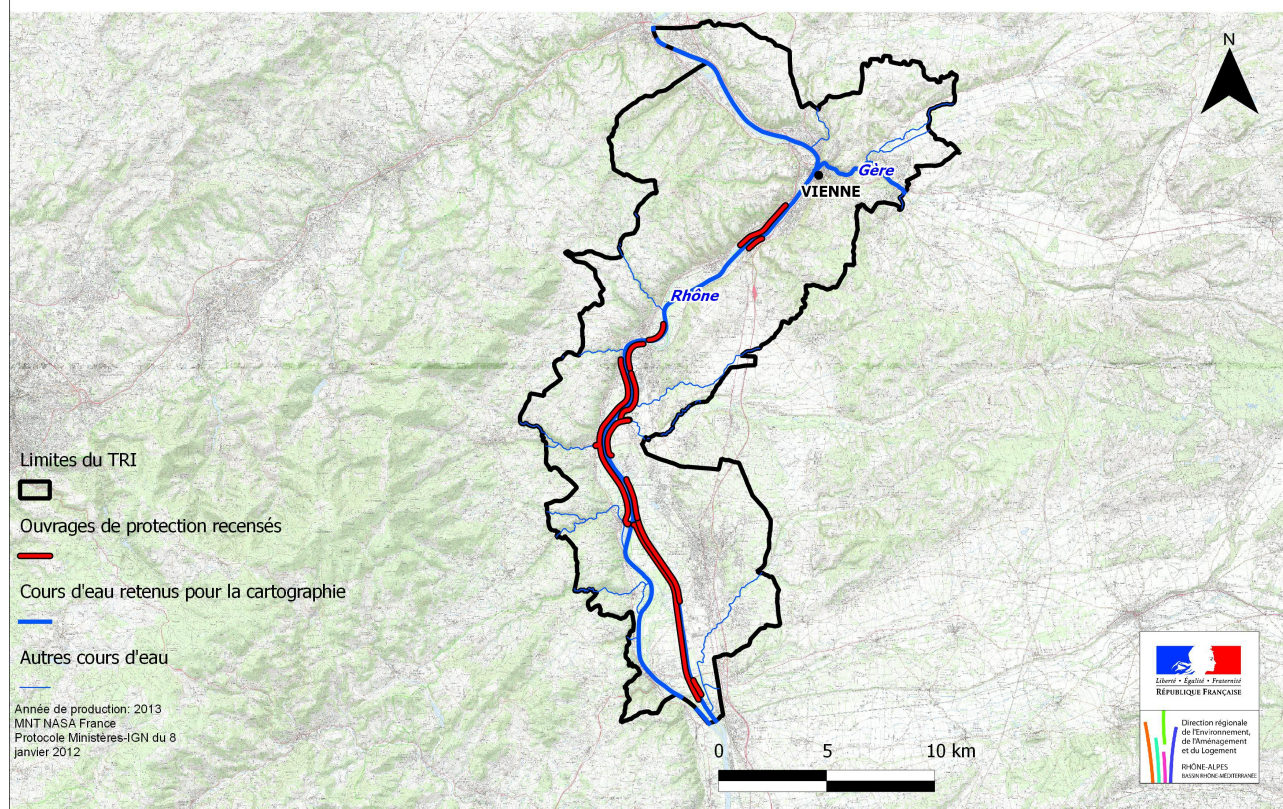 N
Gère
VIENNE
Rhône
Limites du TRI
Ouvrages de protection recensés
Cours d'eau retenus pour la cartographie
Autres cours d'eau
Année de production: 2013
MNT NASA France
Protocole Ministères-IGN du 8
janvier 2012
0 5 10 km
Liberté • Égalité • Fraternité
RÉPUBLIQUE FRANÇAISE
Direction régionale
de l'Environnement,
de l'Aménagement
et du Logement
RHÔNE-ALPES
BASSIN RHÔNE-MÉDITERRANÉE